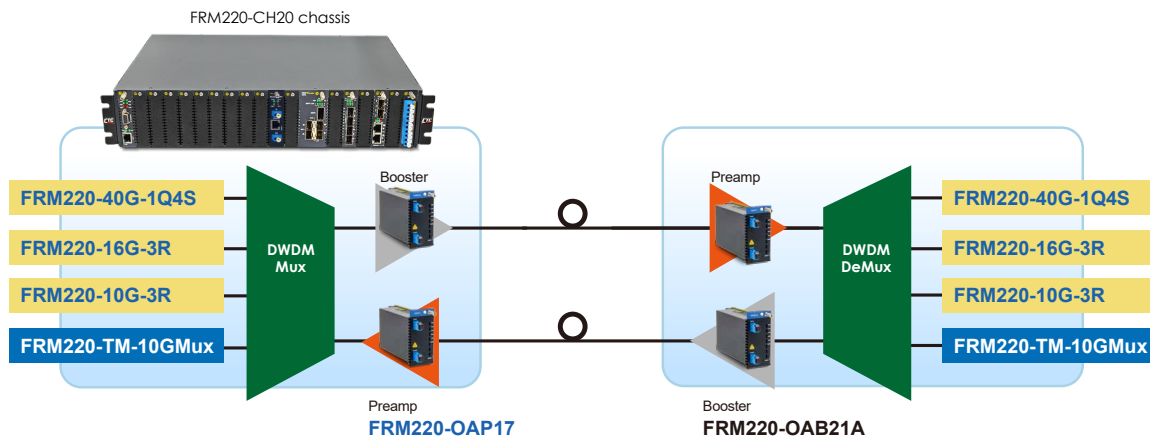 FRM220-CH20 chassis
CTC
CTC
Booster
Preamp
FRM220-40G-1Q4S
FRM220-16G-3R
FRM220-10G-3R
FRM220-TM-10GMux
DWDM
Mux
DWDM
DeMux
FRM220-40G-1Q4S
FRM220-16G-3R
FRM220-10G-3R
FRM220-TM-10GMux
Preamp
FRM220-OAP17
Booster
FRM220-OAB21A